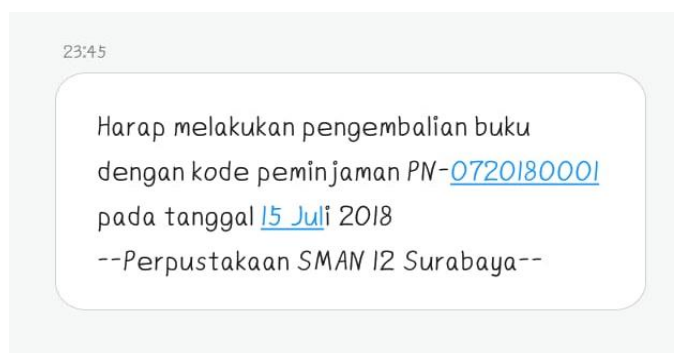 23:45
Harap melakukan pengembalian buku
dengan kode peminjaman PN-0720180001
pada tanggal 15 Juli 2018
--Perpustakaan SMAN 12 Surabaya--